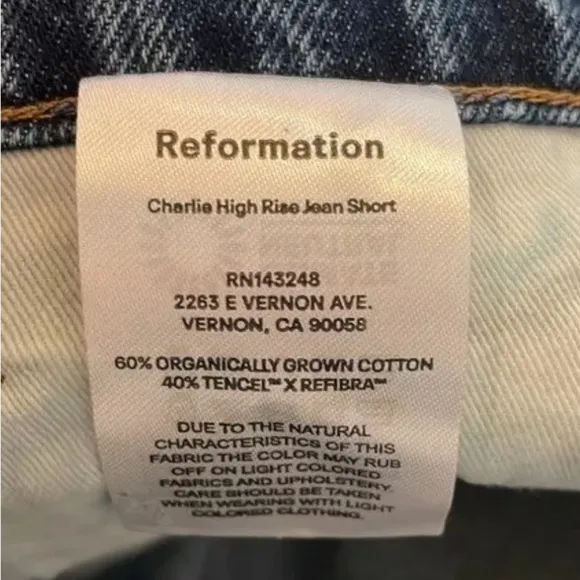 Reformation
Charlie High Rise Jean Short
RN143248
2263 E VERNON AVE.
VERNON, CA 90058
60% ORGANICALLY GROWN COTTON
40% TENCEL™ X REFIBRA™
DUE TO THE NATURAL
CHARACTERISTICS OF THIS
FABRIC THE COLOR MAY RUB
OFF ON LIGHT COLORED
FABRICS AND UPHOLSTERY.
CARE SHOULD BE TAKEN
WHEN WEARING WITH LIGHT
COLORED CLOTHING.